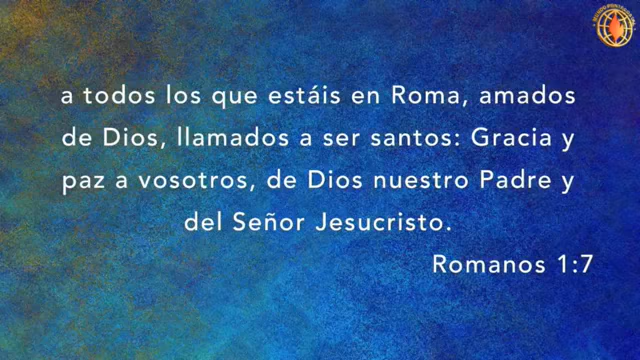 a todos los que estáis en Roma, amados
de Dios, llamados a ser santos: Gracia y
paz a vosotros, de Dios nuestro Padre y
del Señor Jesucristo.
Romanos 1:7